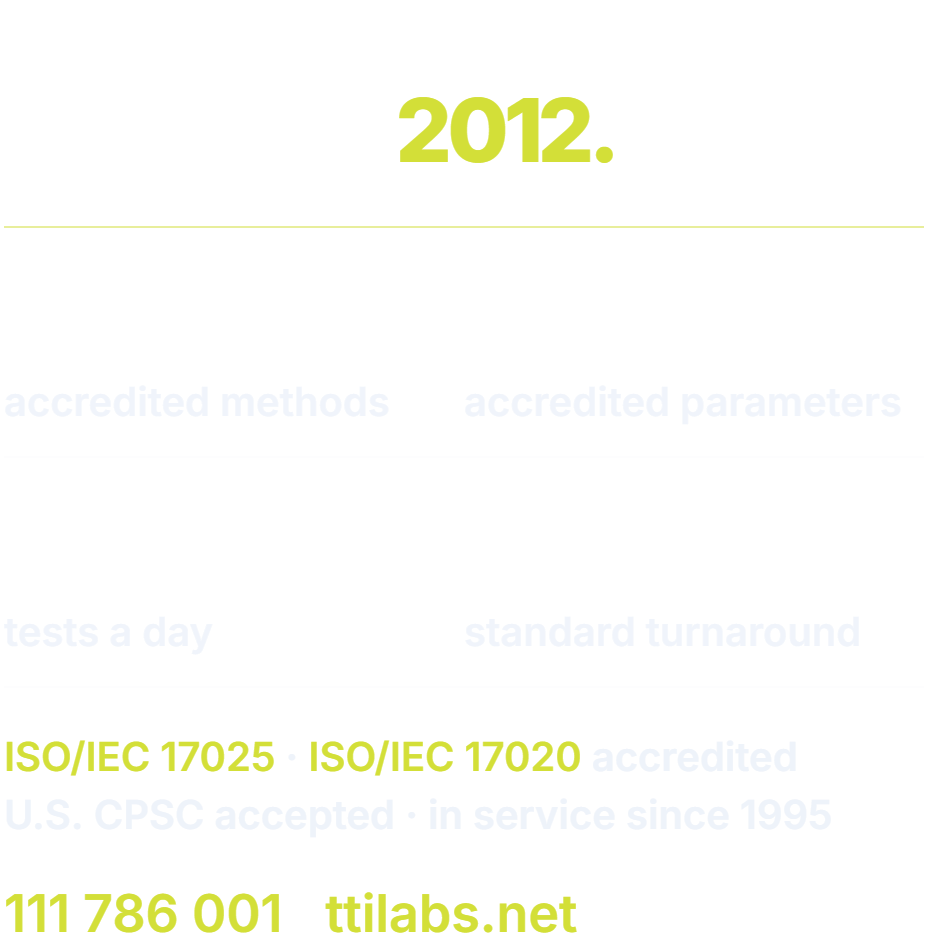 2012.
accredited methods accredited parameters
tests a day standard turnaround
ISO/IEC 17025 · ISO/IEC 17020 accredited
U.S. CPSC accepted · in service since 1995
111 786 001 ttilabs.net